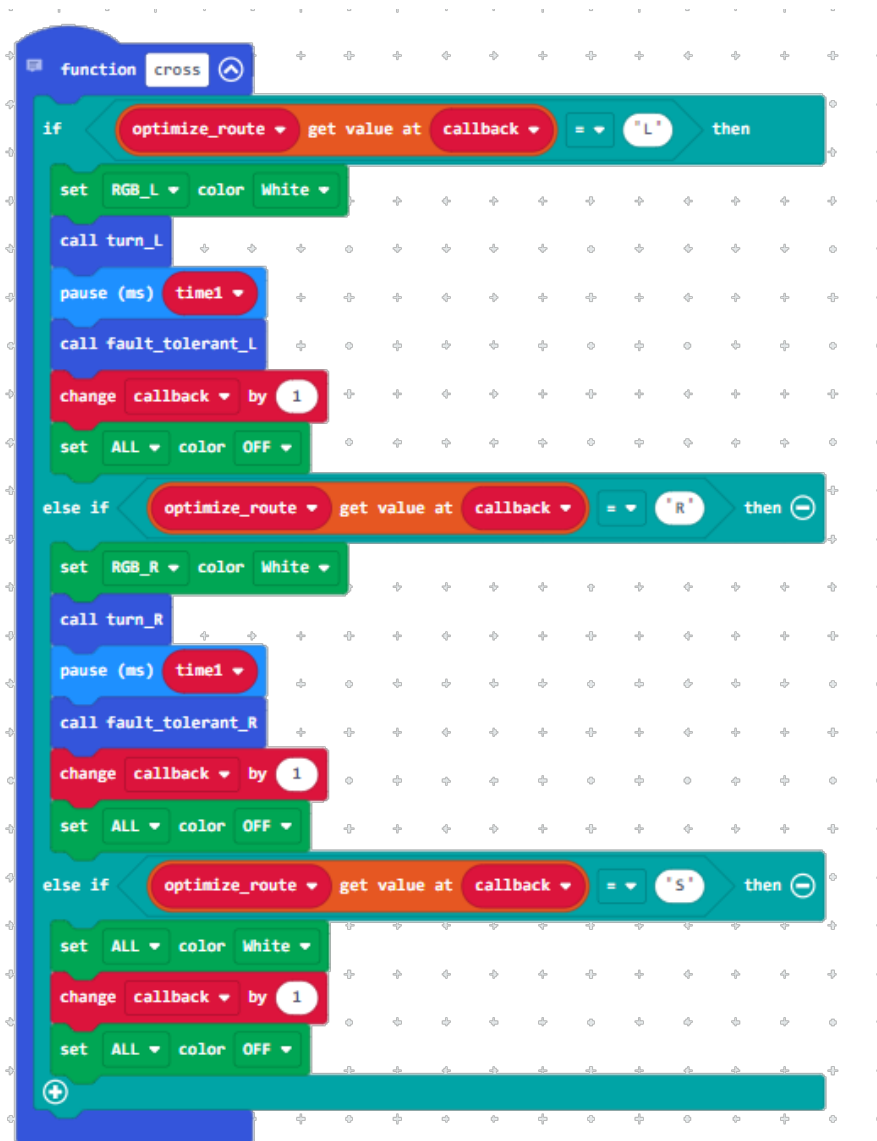 function cross
if optimize_route get value at callback = "L" then
set RGB_L color White
call turn_L
pause (ms) time1
call fault_tolerant_L
change callback by 1
set ALL color OFF
else if optimize_route get value at callback = "R" then
set RGB_R color White
call turn_R
pause (ms) time1
call fault_tolerant_R
change callback by 1
set ALL color OFF
else if optimize_route get value at callback = "S" then
set ALL color White
change callback by 1
set ALL color OFF